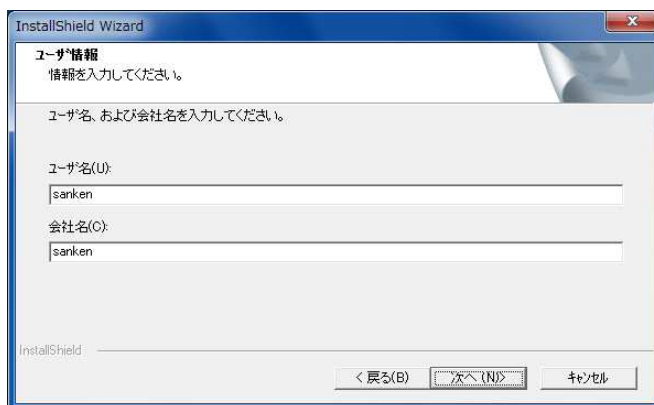 InstallShield Wizard
ユーザ情報
情報を入力してください。
ユーザ名、および会社名を入力してください。
ユーザ名(U):
sanken
会社名(C):
sanken
InstallShield
< 戻る(B)
次へ(N)>
キャンセル